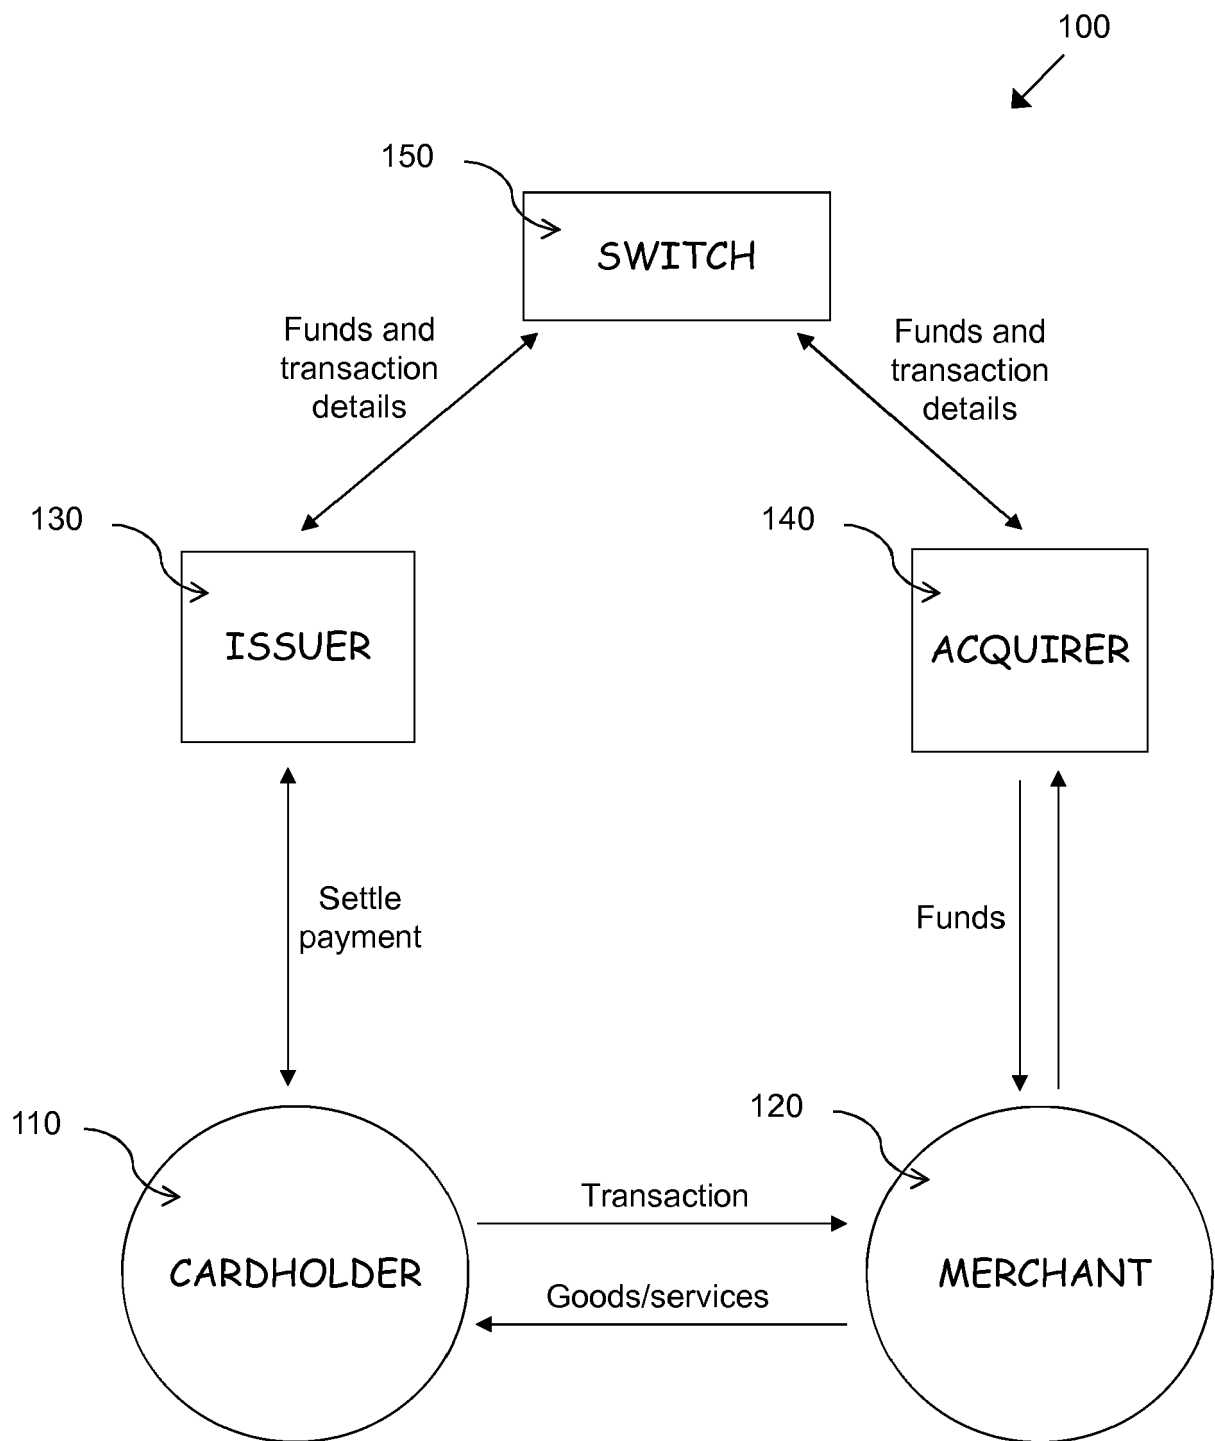 100
150
SWITCH
Funds and
transaction
details
Funds and
transaction
details
130
140
ISSUER
ACQUIRER
Settle
payment
Funds
110
120
Transaction
CARDHOLDER
MERCHANT
Goods/services